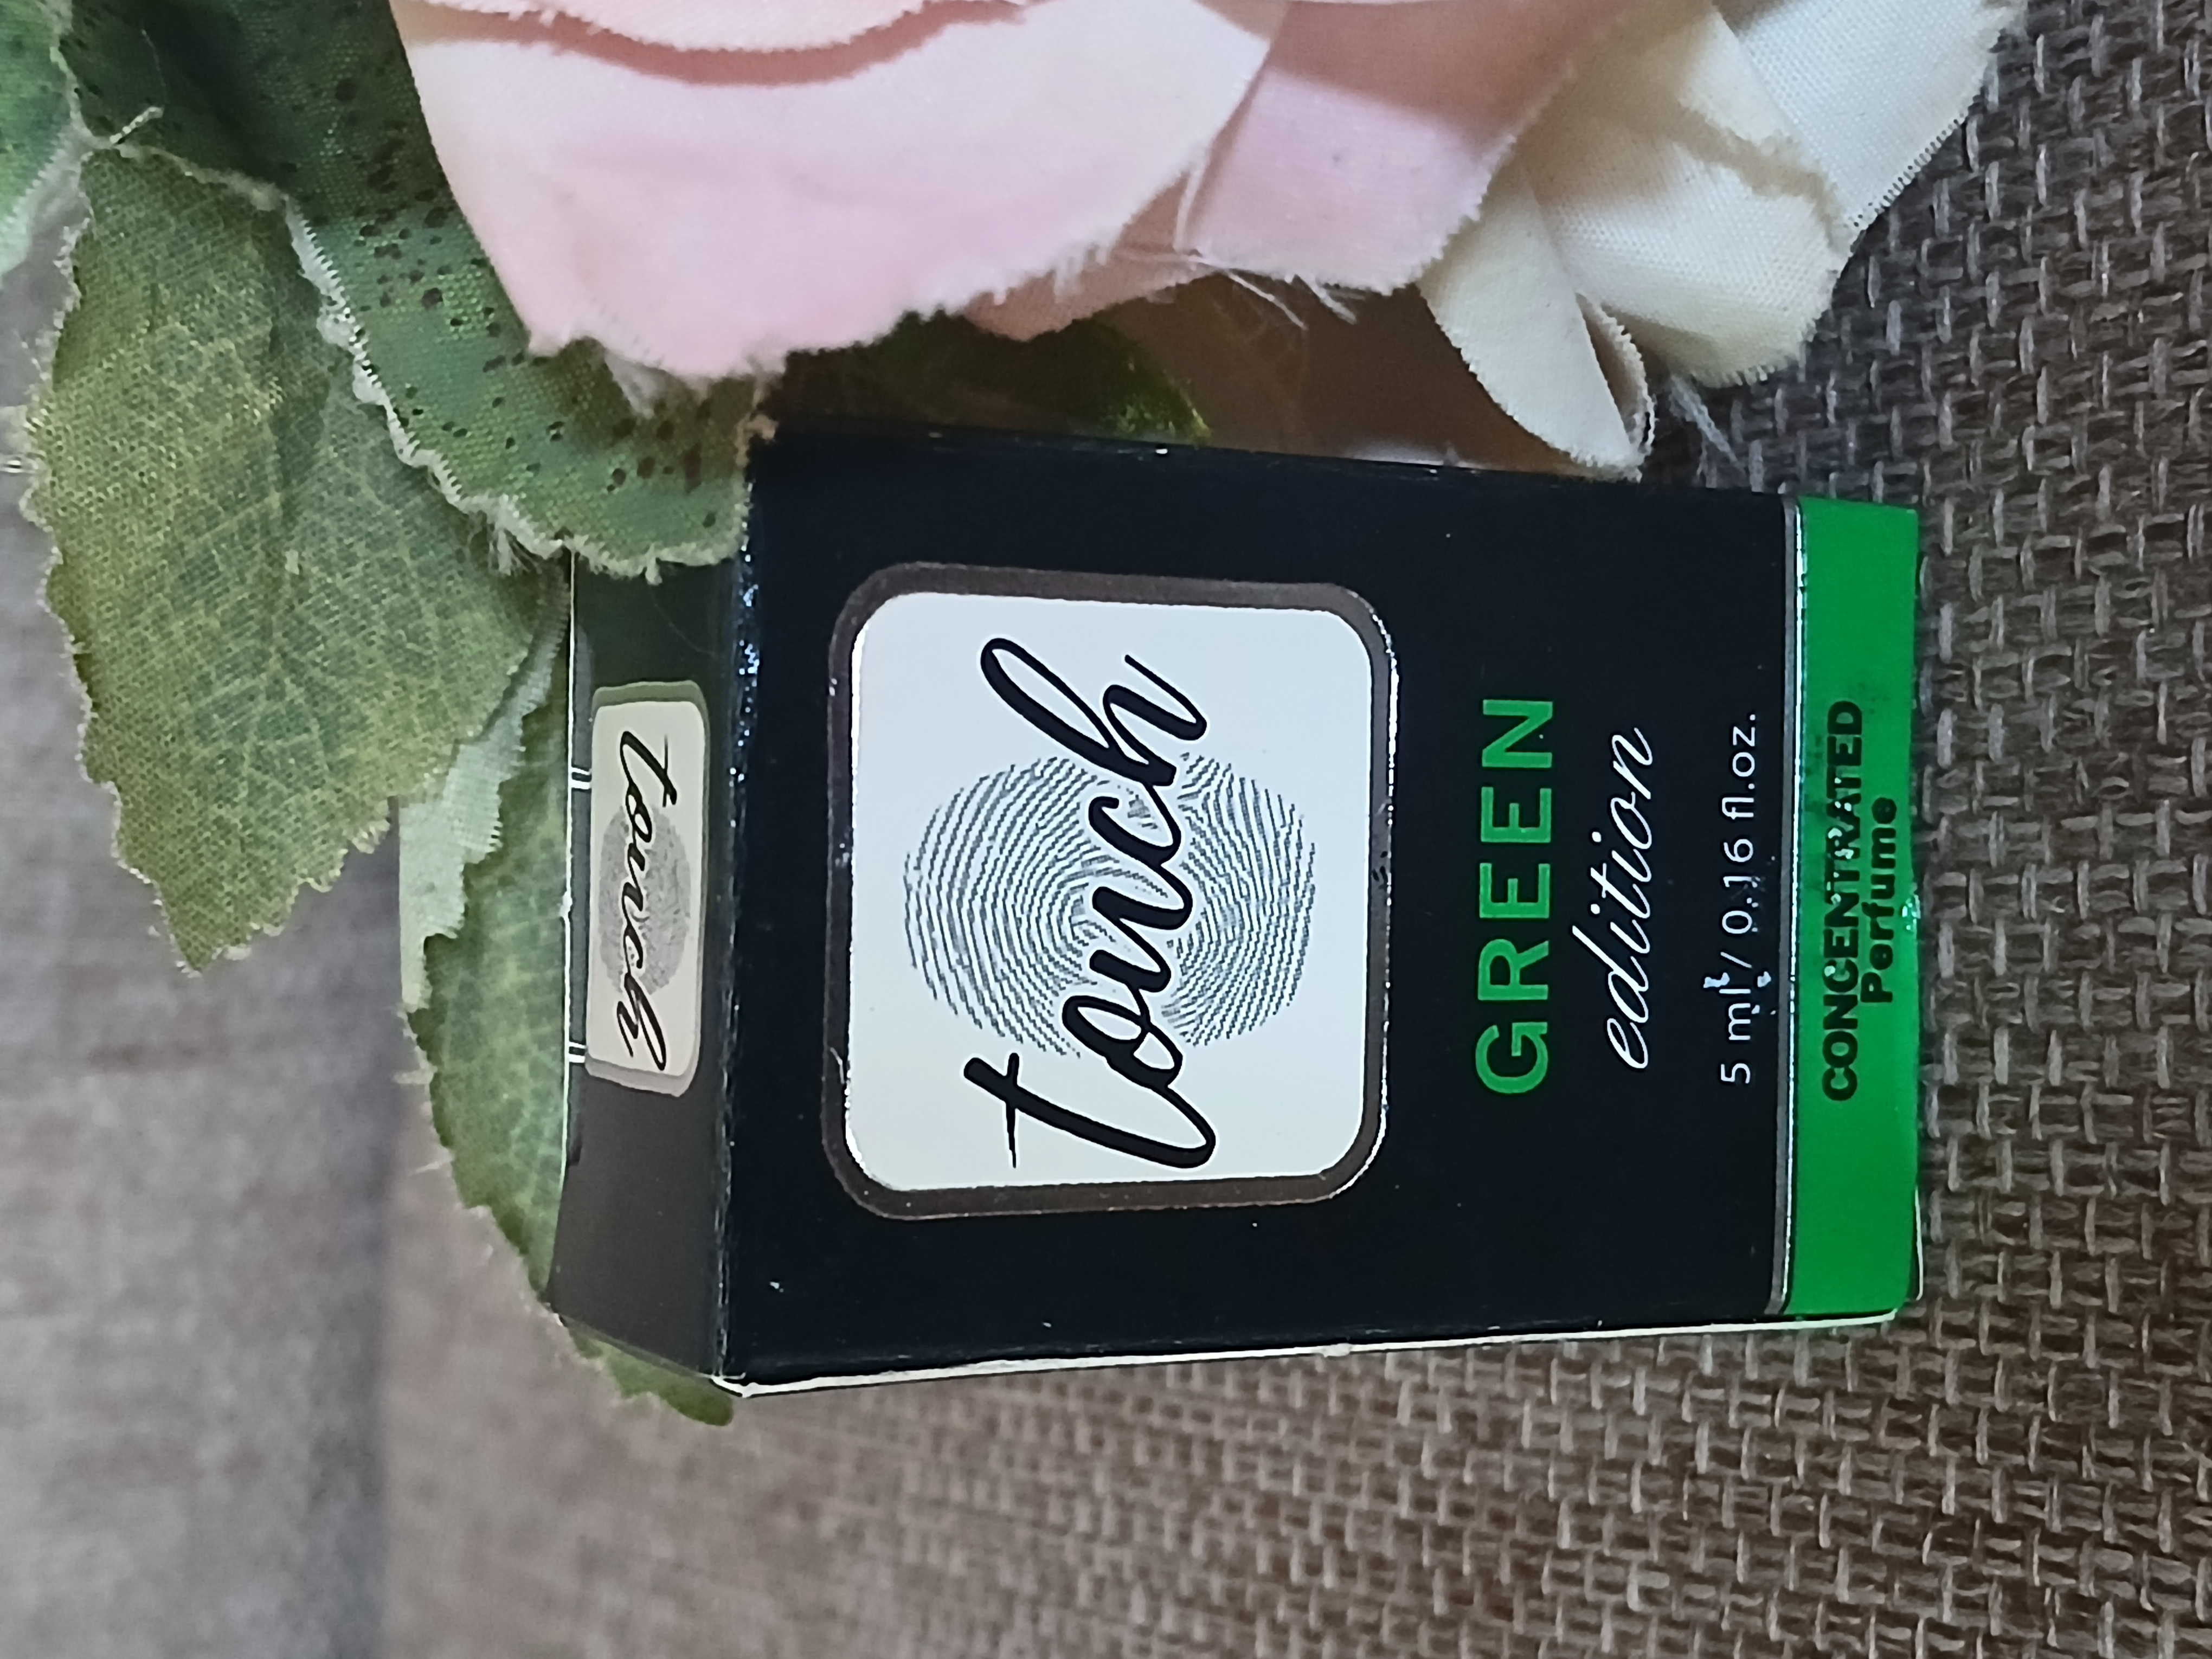 touch
touch
GREEN
edition
5 ml / 0.16 fl.oz.
CONCENTRATED
Perfume